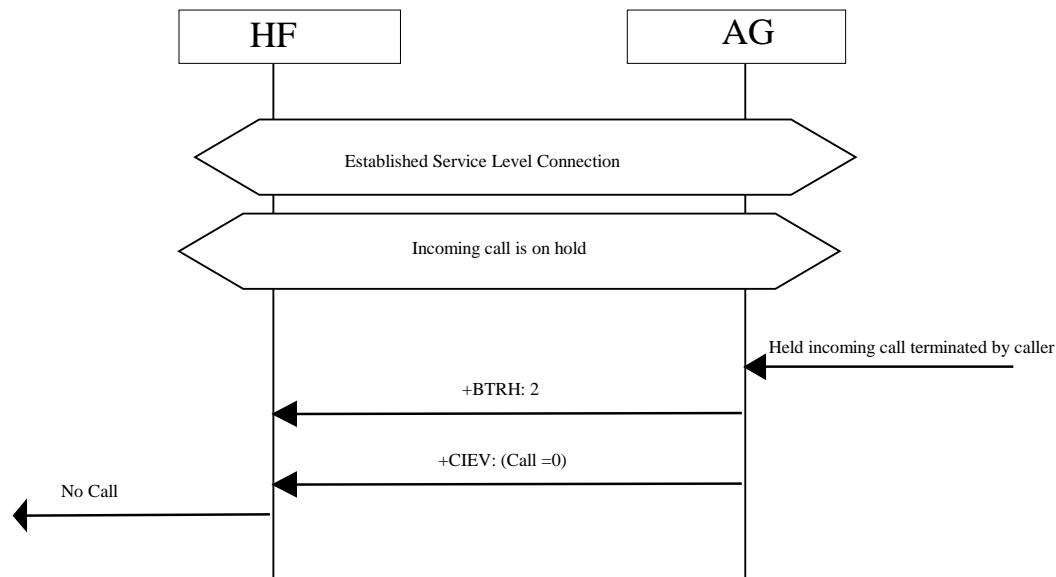 HF
AG
Established Service Level Connection
Incoming call is on hold
Held incoming call terminated by caller
+BTRH: 2
+CIEV: (Call =0)
No Call